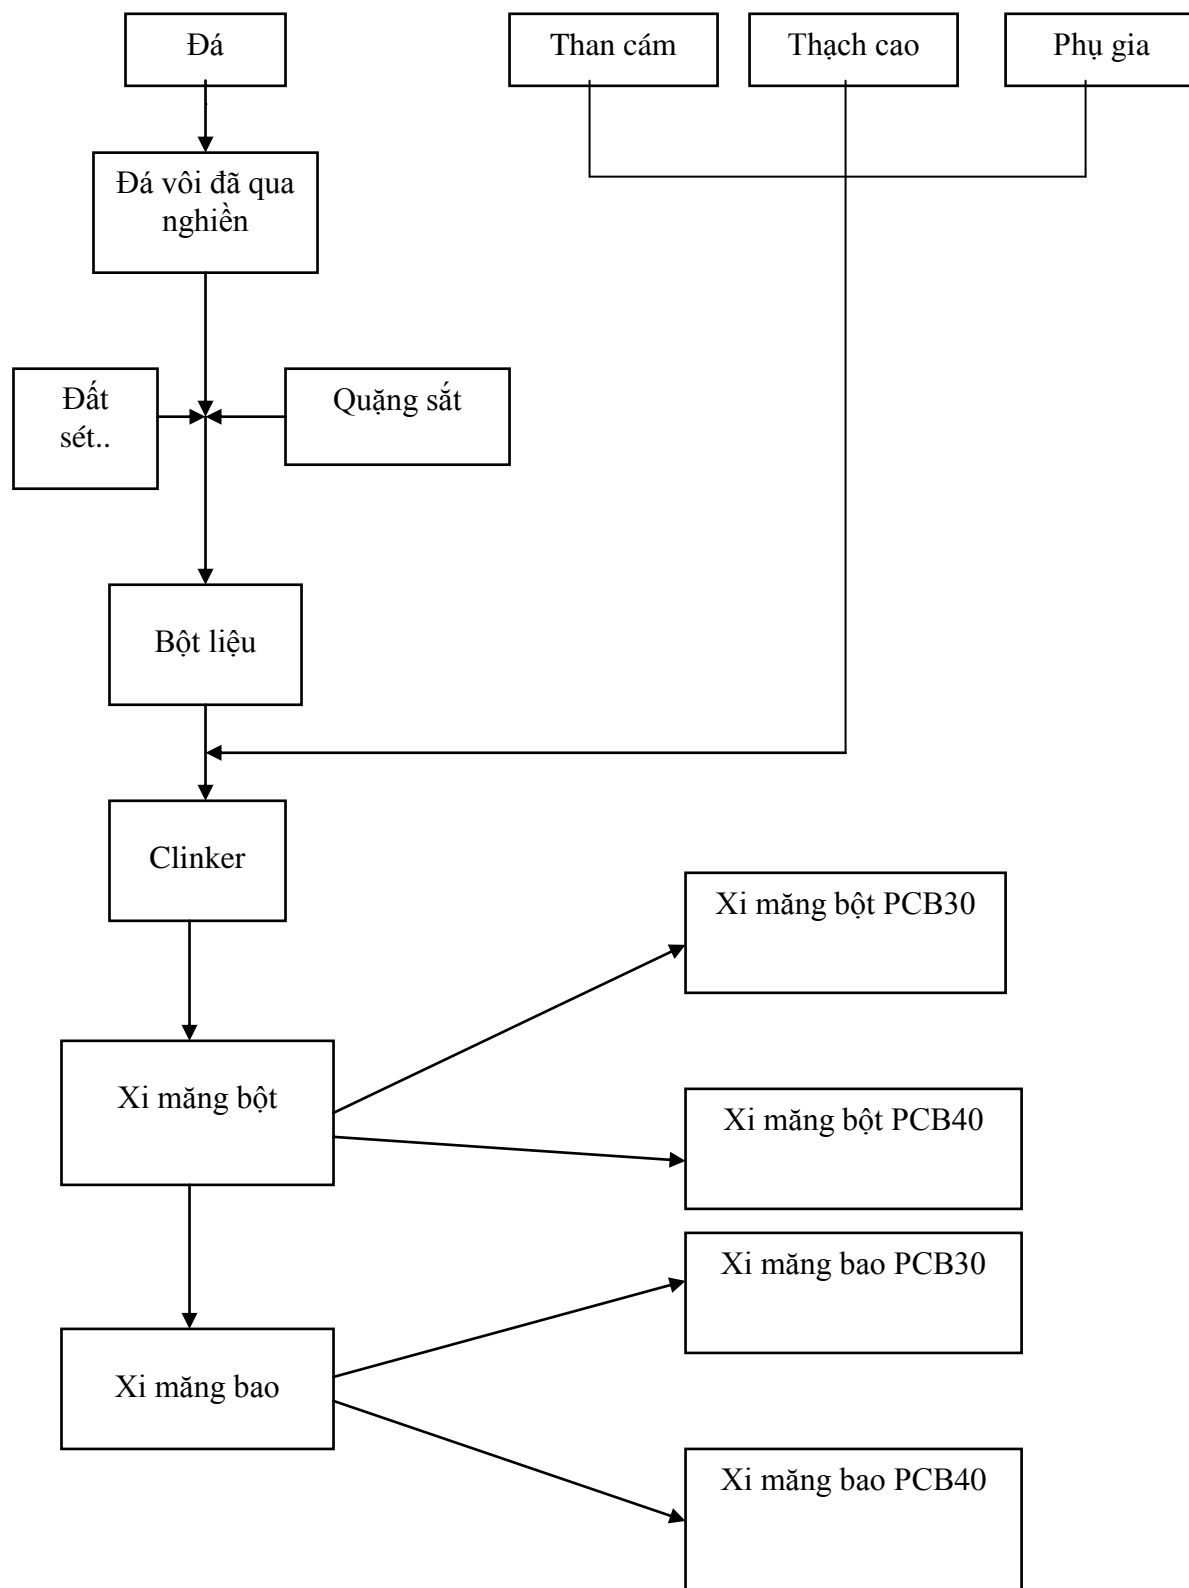 Đá
Than cám
Thạch cao
Phụ gia
Đá vôi đã qua
nghiền
Đất
sét..
Quặng sắt
Bột liệu
Clinker
Xi măng bột PCB30
Xi măng bột
Xi măng bột PCB40
Xi măng bao PCB30
Xi măng bao
Xi măng bao PCB40